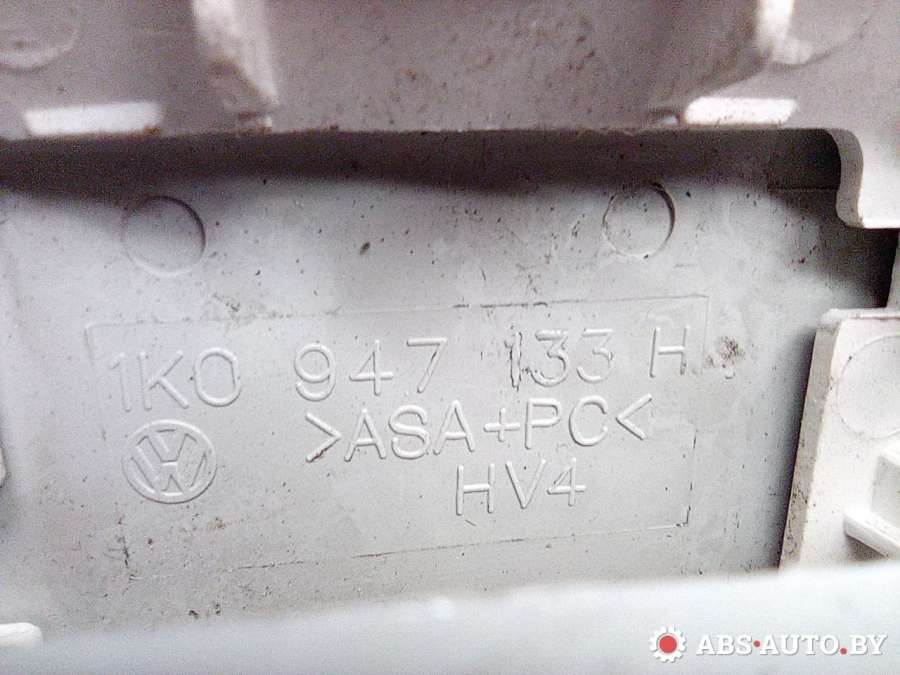 1K0 947 133 H
>ASA+PC<
HV4
ABS•AUTO.BY